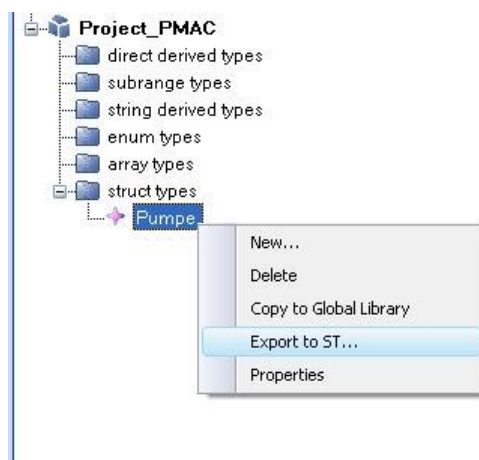 Project_PMAC
direct derived types
subrange types
string derived types
enum types
array types
struct types
Pumpe
New...
Delete
Copy to Global Library
Export to ST...
Properties